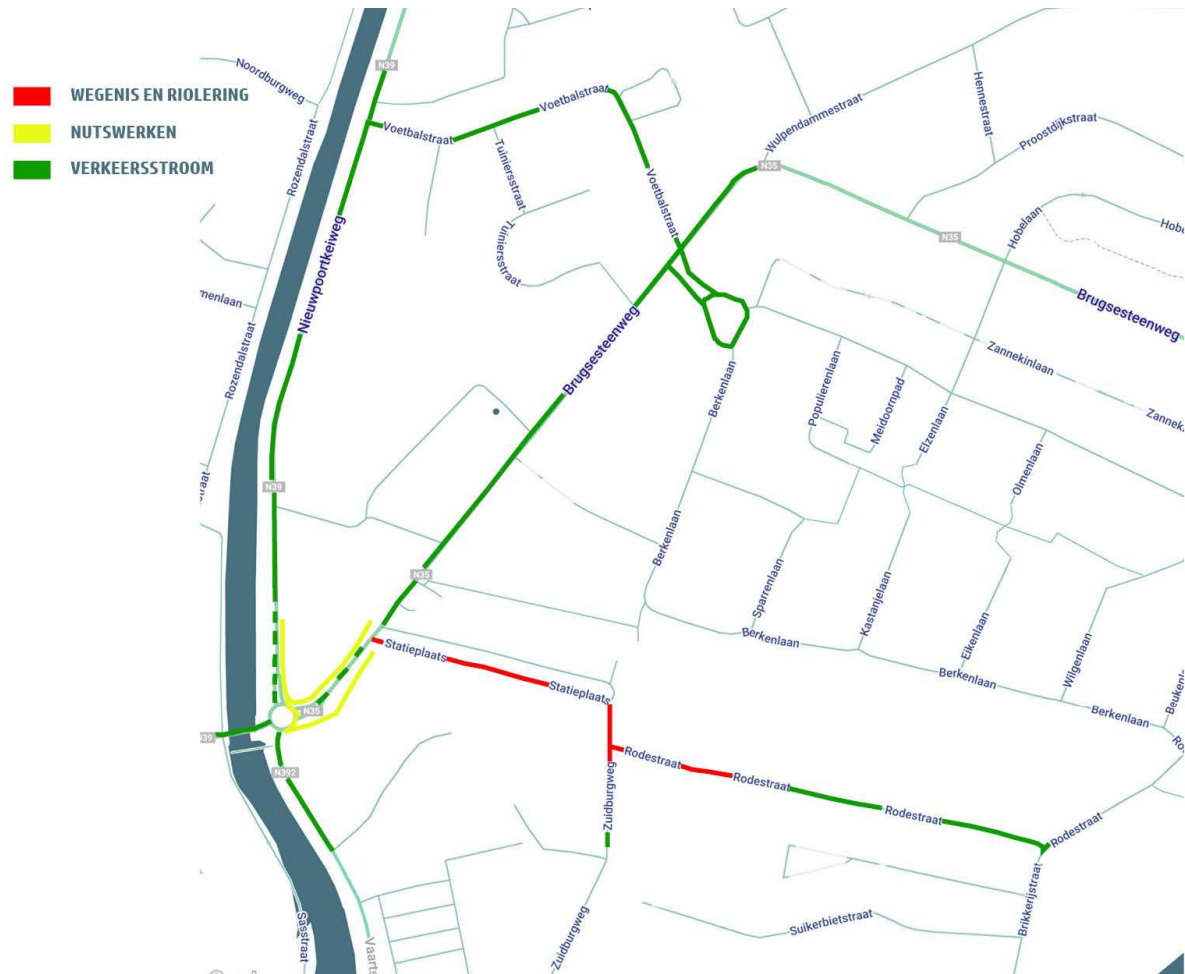 WEGENIS EN RIOLERING
NUTSWERKEN
VERKEERSSTROOM
N39
Noordburgweg
Rozendalstraat
Voetbalstraat
Voetbalstraat
Tuiniersstraat
Tuiniersstraat
Voetbalstraat
Wulpendammestraat
Hennestraat
Proostdijkstraat
N35
N35
Hobelaan
Brugsesteenweg
Nieuwpoortkeiweg
Rozendalstraat
Brugsesteenweg
Zannekinlaan
Berkenlaan
Populierenlaan
Meidoornpad
Elzenlaan
Olmenlaan
N39
Berkenlaan
N35
Sparrenlaan
Kastanjelaan
Eikenlaan
Wilgenlaan
Berkenlaan
Berkenlaan
Berkenlaan
Statieplaats
Statieplaats
N35
N392
Rodestraat
Rodestraat
Rodestraat
Rodestraat
Zuidburgweg
Zuidburgweg
Brikkerijstraat
Suikerbietstraat
Sasstraat